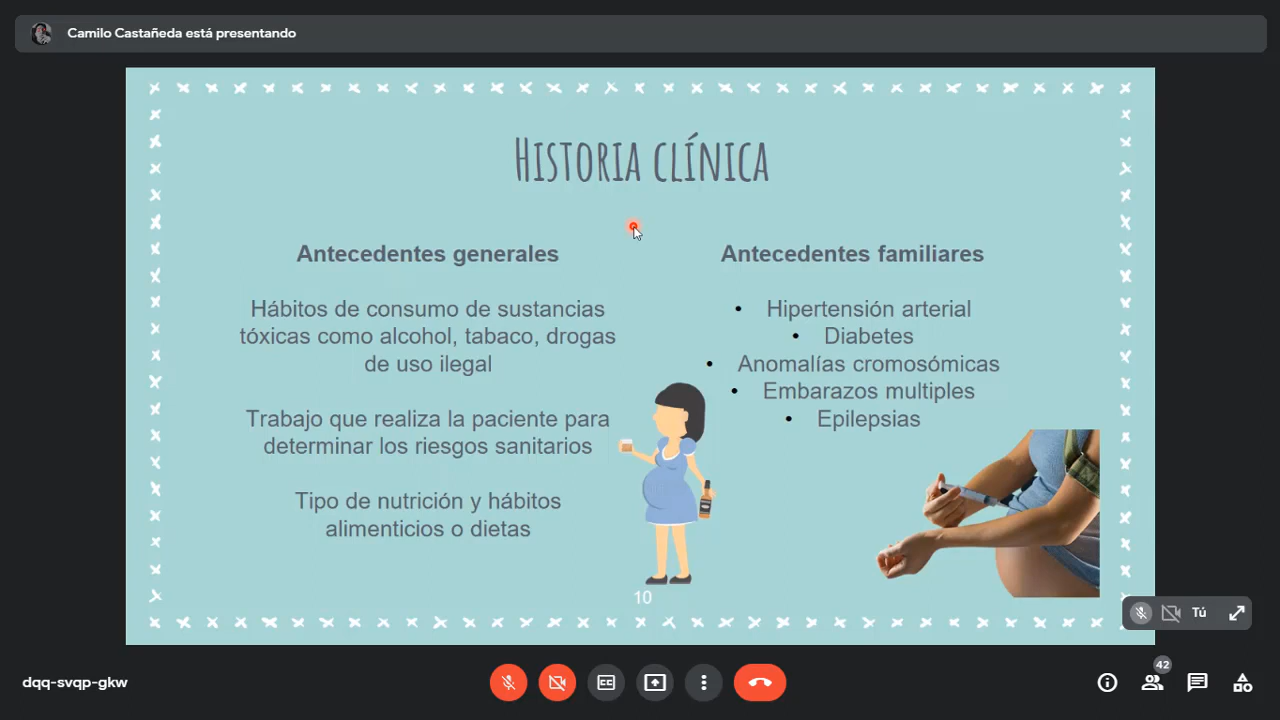 Camilo Castañeda está presentando
Historia clínica
Antecedentes generales
Hábitos de consumo de sustancias
tóxicas como alcohol, tabaco, drogas
de uso ilegal
Trabajo que realiza la paciente para
determinar los riesgos sanitarios
Tipo de nutrición y hábitos
alimenticios o dietas
Antecedentes familiares
• Hipertensión arterial
• Diabetes
• Anomalías cromosómicas
• Embarazos multiples
• Epilepsias
10
Tú
dqq-svqp-gkw
CC
42